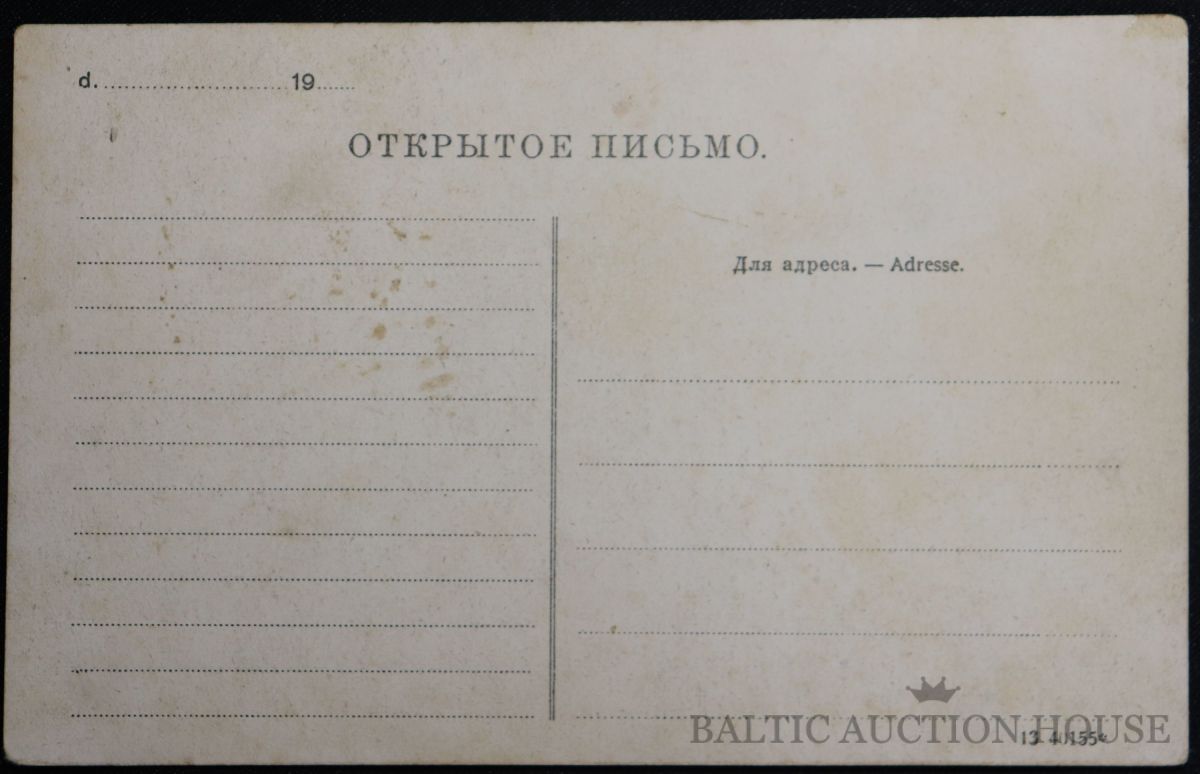 d. ........................... 19......
ОТКРЫТОЕ ПИСЬМО.
Для адреса. — Adresse.
BALTIC AUCTION HOUSE